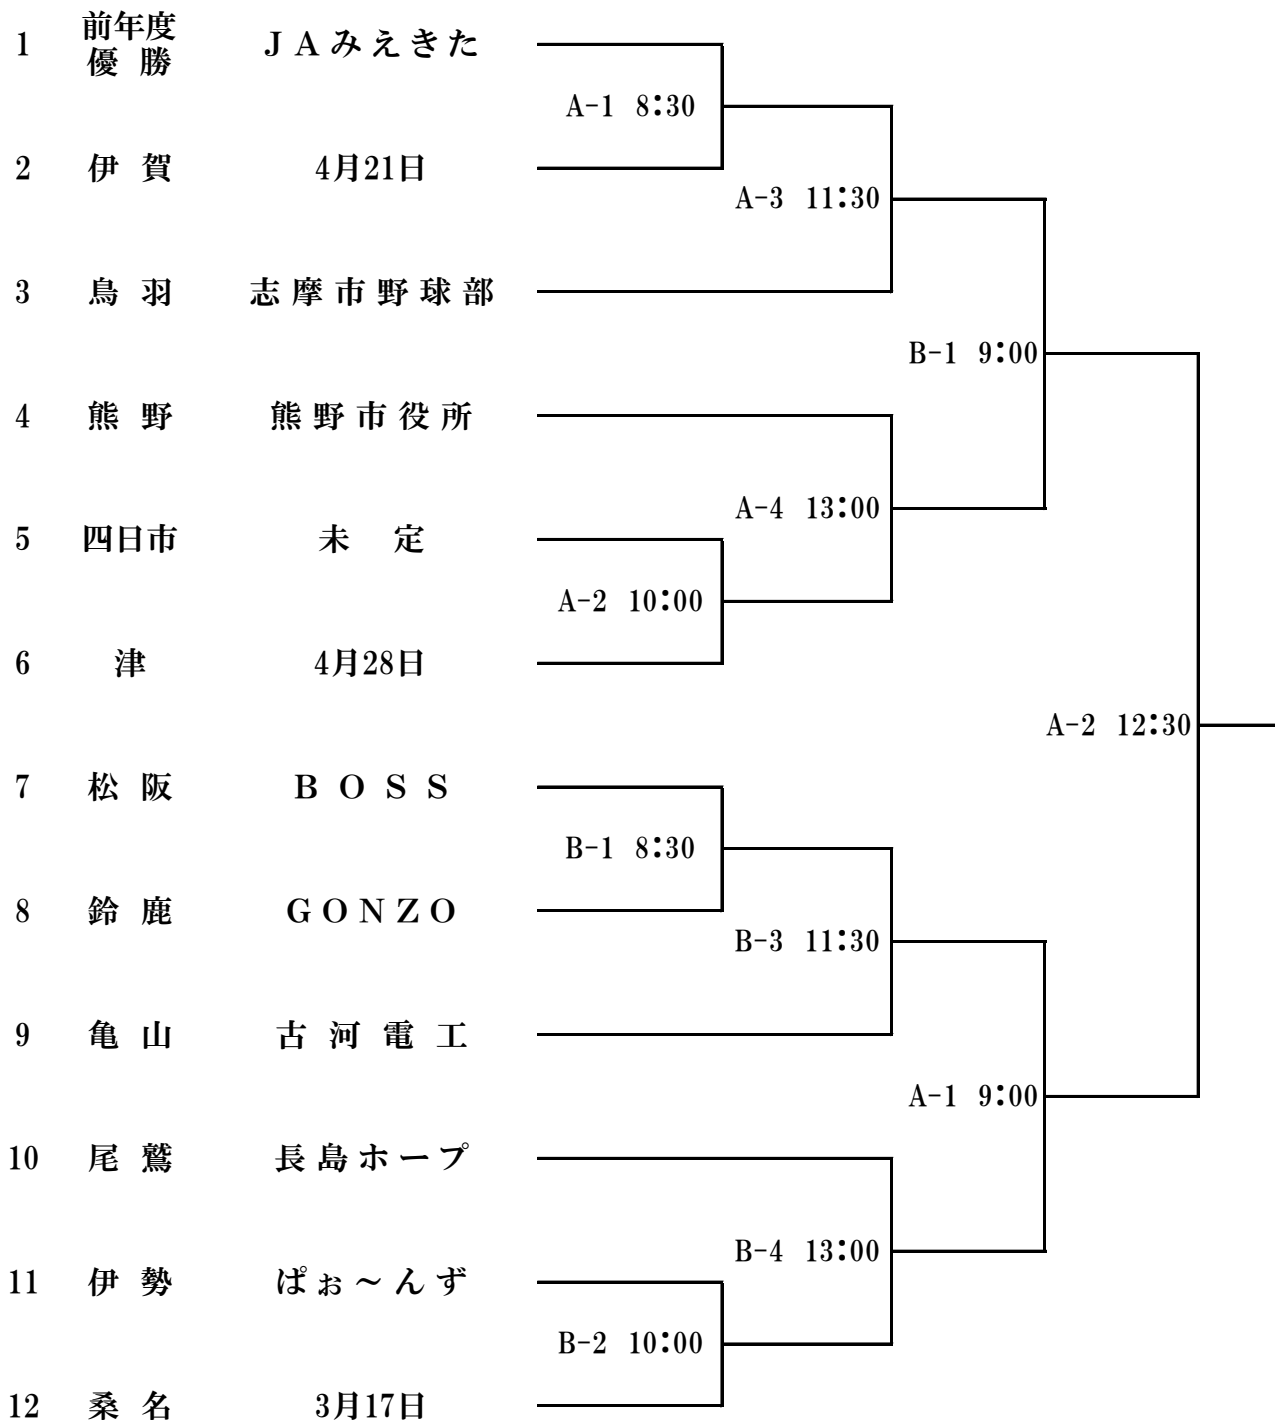 前年度
1 優勝 JAみえきた
A-1 8:30
2 伊賀 4月21日
A-3 11:30
3 鳥羽 志摩市野球部
B-1 9:00
4 熊野 熊野市役所
A-4 13:00
5 四日市 未定
A-2 10:00
6 津 4月28日
A-2 12:30
7 松阪 BOSS
B-1 8:30
8 鈴鹿 GONZO
B-3 11:30
9 亀山 古河電工
A-1 9:00
10 尾鷲 長島ホープ
B-4 13:00
11 伊勢 ぱぉ～んず
B-2 10:00
12 桑名 3月17日